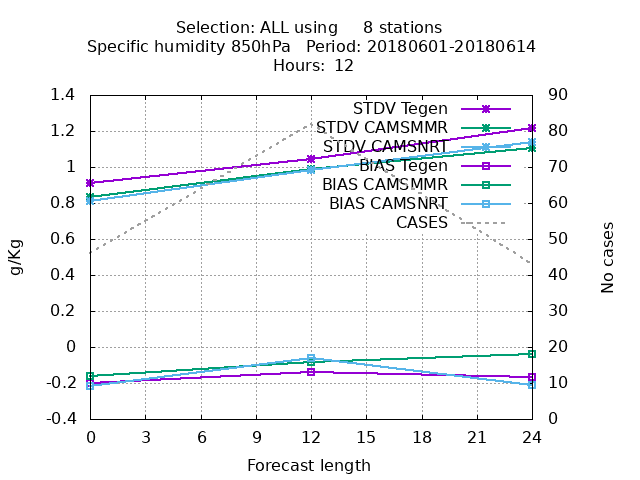 Selection: ALL using     8 stations
Specific humidity 850hPa   Period: 20180601-20180614
Hours:  12
1.4
1.2
1
0.8
0.6
0.4
0.2
0
-0.2
-0.4
g/Kg
STDV Tegen
STDV CAMSMMR
STDV CAMSNRT
BIAS Tegen
BIAS CAMSMMR
BIAS CAMSNRT
CASES
90
80
70
60
50
40
30
20
10
0
No cases
0 3 6 9 12 15 18 21 24
Forecast length